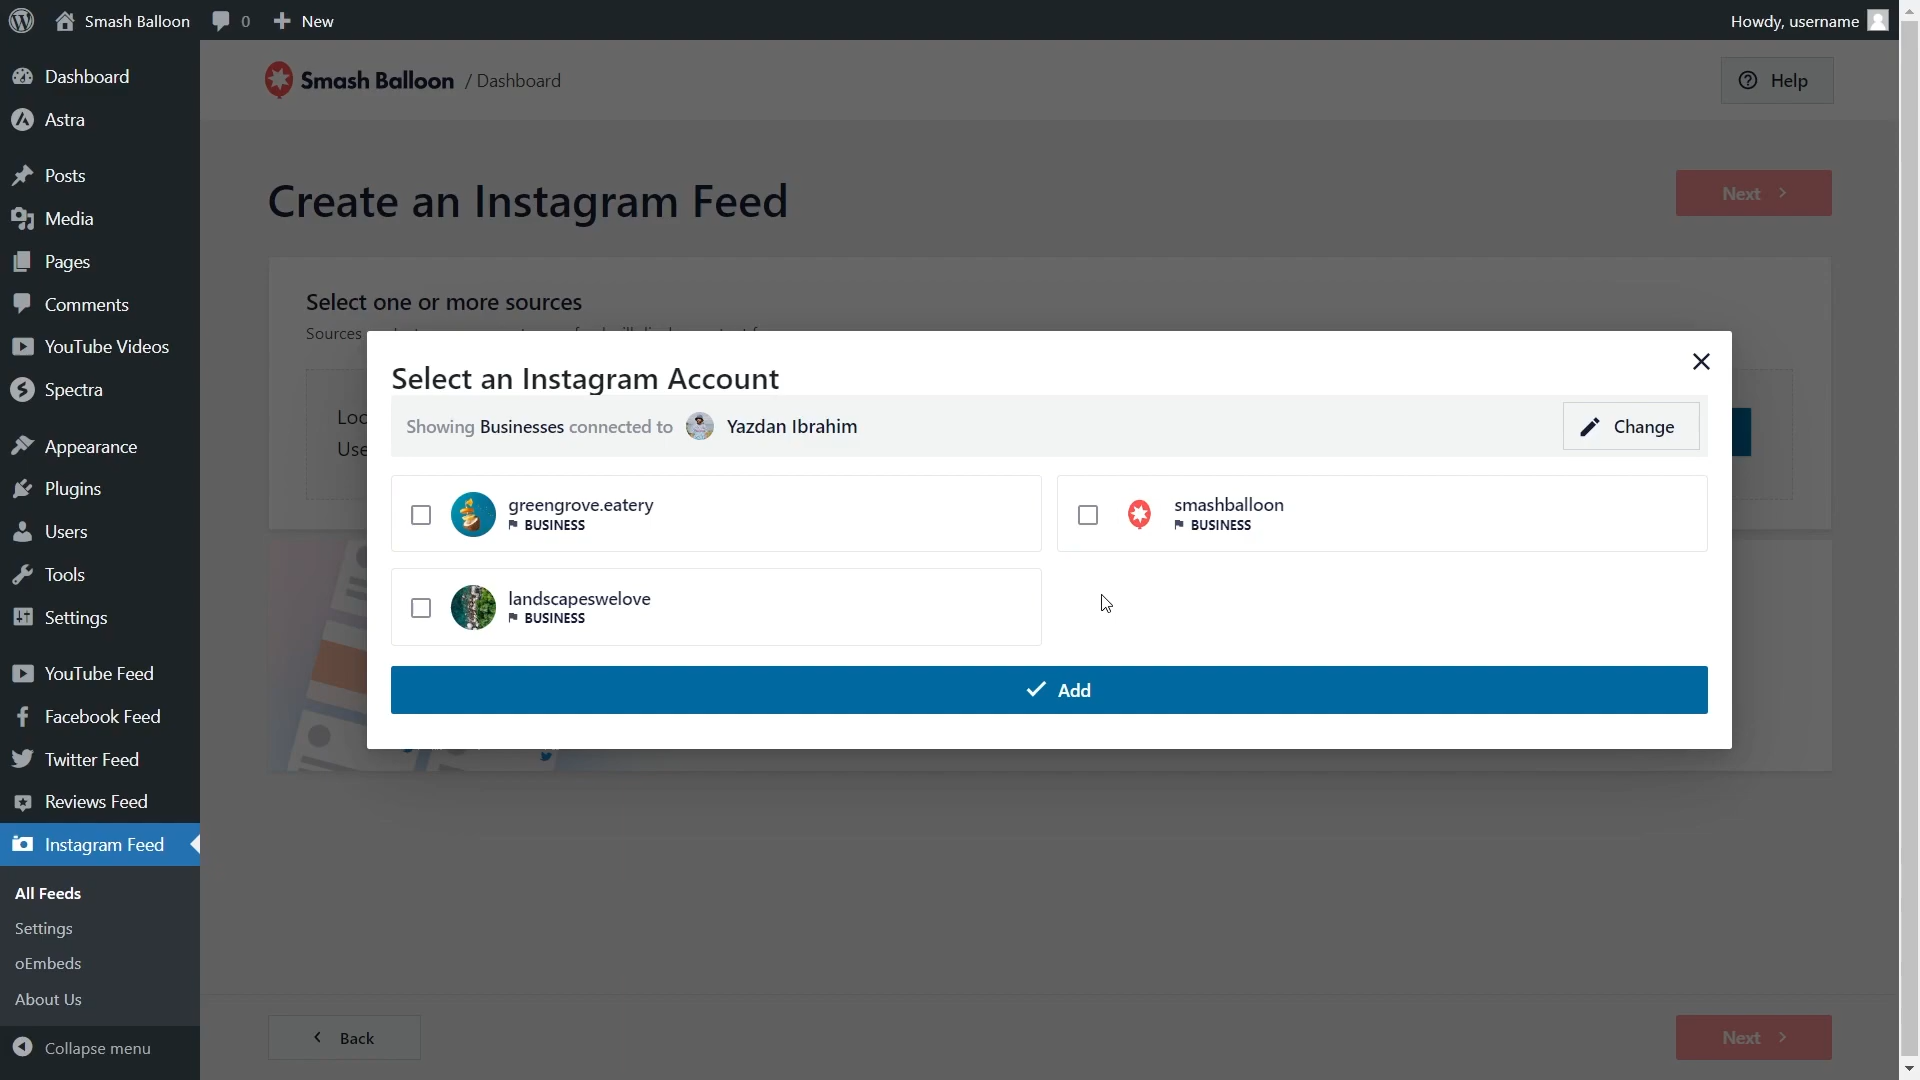 Smash Balloon
0
New
Howdy, username
Dashboard
Astra
Posts
Media
Pages
Comments
YouTube Videos
Spectra
Appearance
Plugins
Users
Tools
Settings
YouTube Feed
Facebook Feed
Twitter Feed
Reviews Feed
Instagram Feed
All Feeds
Settings
oEmbeds
About Us
Collapse menu
Smash Balloon / Dashboard
Help
Create an Instagram Feed
Next
Select one or more sources
Sources
Select an Instagram Account
Showing Businesses connected to Yazdan Ibrahim
Change
greengrove.eatery
BUSINESS
smashballoon
BUSINESS
landscapeswelove
BUSINESS
Add
Back
Next